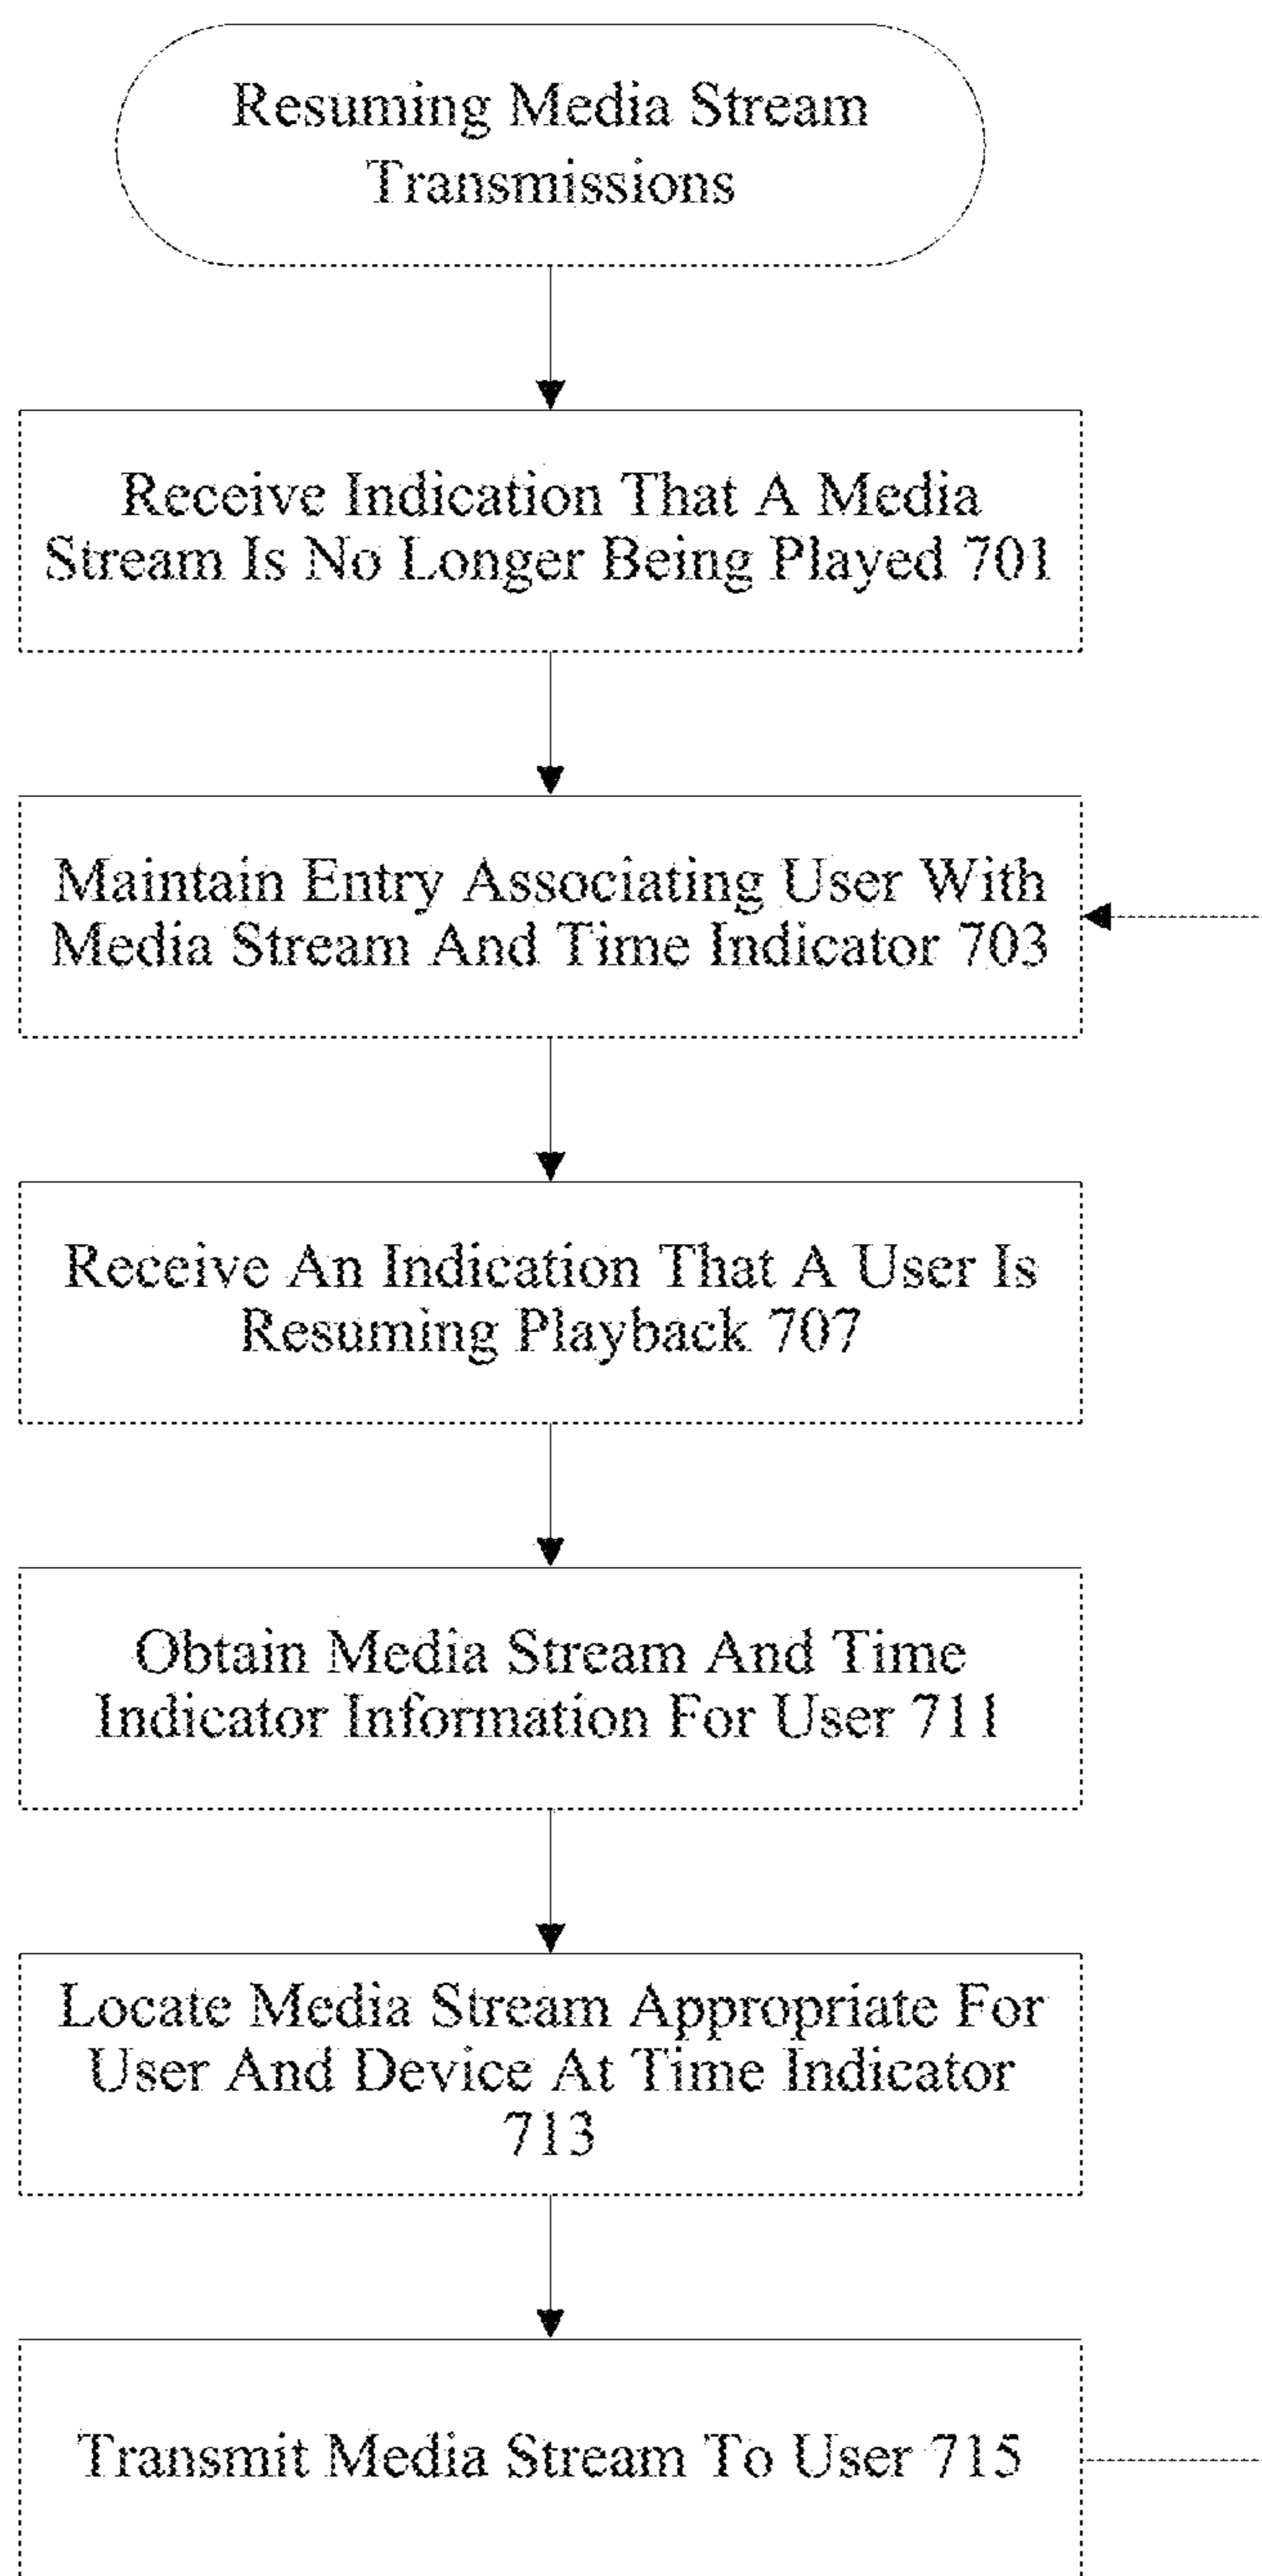 Resuming Media Stream
Transmissions
Receive Indication That A Media
Stream Is No Longer Being Played 701
Maintain Entry Associating User With
Media Stream And Time Indicator 703
Receive An Indication That A User Is
Resuming Playback 707
Obtain Media Stream And Time
Indicator Information For User 711
Locate Media Stream Appropriate For
User And Device At Time Indicator
713
Transmit Media Stream To User 715